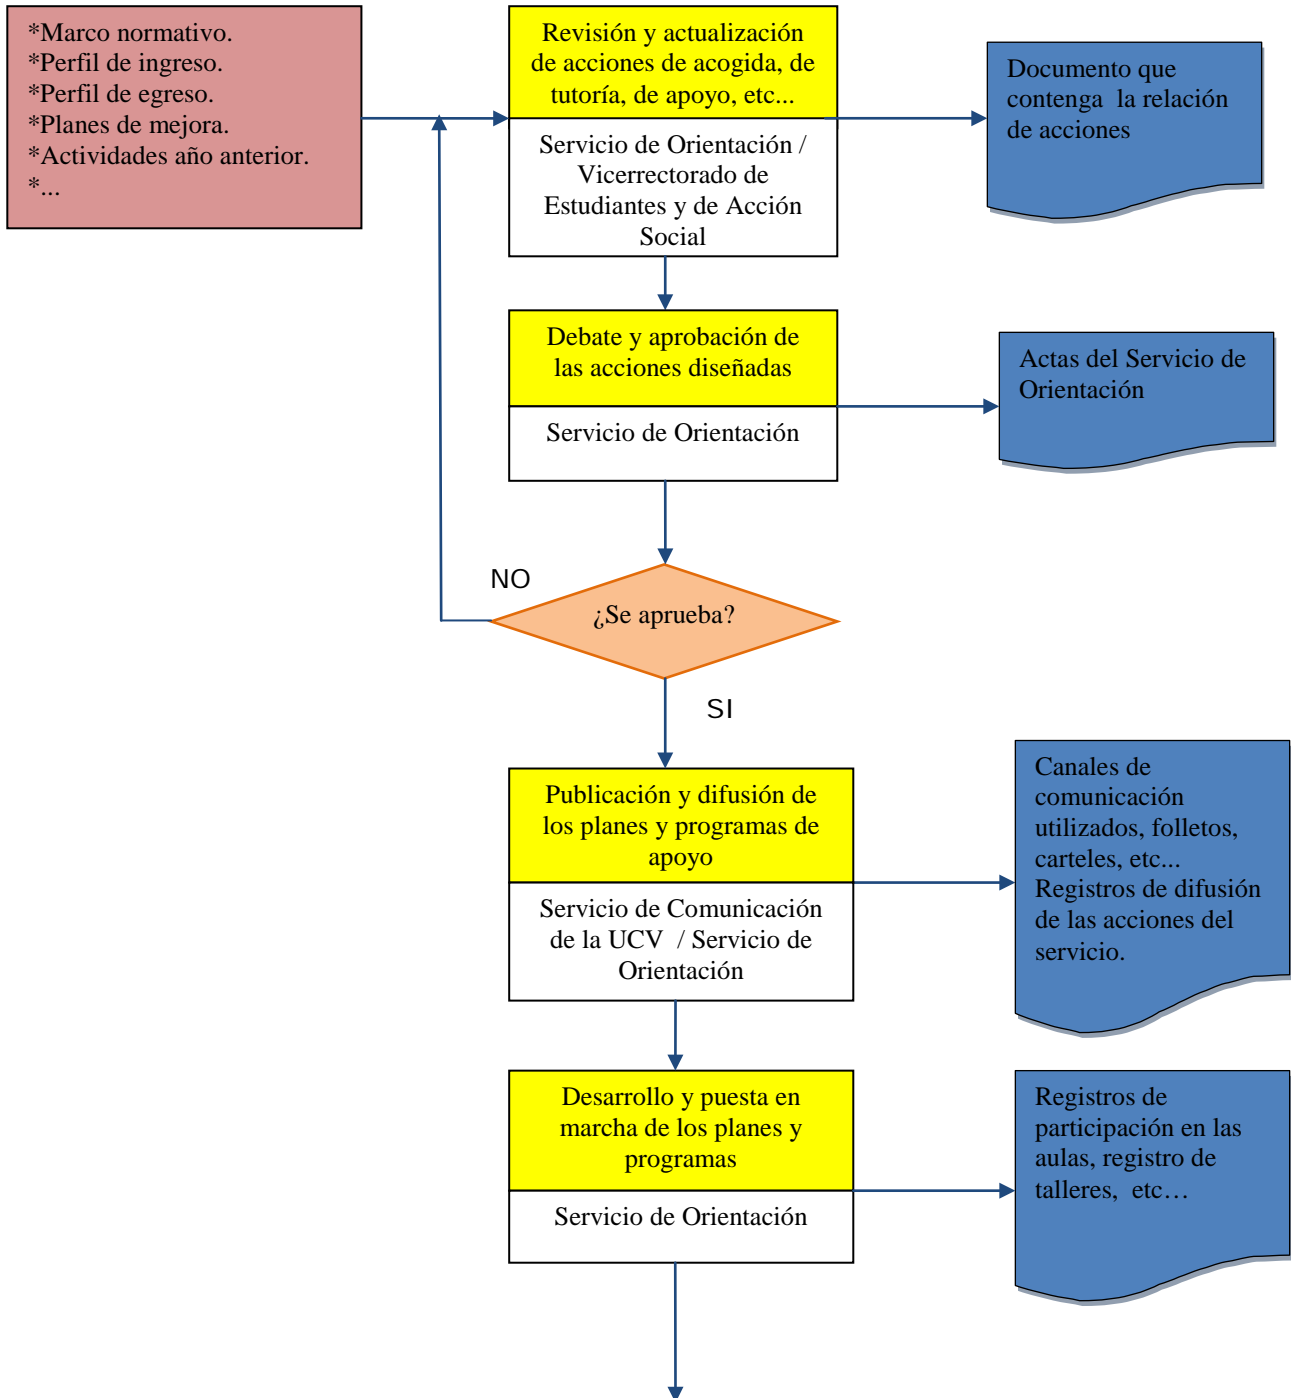 *Marco normativo.
*Perfil de ingreso.
*Perfil de egreso.
*Planes de mejora.
*Actividades año anterior.
*...
Revisión y actualización
de acciones de acogida, de
tutoría, de apoyo, etc...
Servicio de Orientación /
Vicerrectorado de
Estudiantes y de Acción
Social
Documento que
contenga la relación
de acciones
Debate y aprobación de
las acciones diseñadas
Servicio de Orientación
Actas del Servicio de
Orientación
NO
¿Se aprueba?
SI
Publicación y difusión de
los planes y programas de
apoyo
Servicio de Comunicación
de la UCV / Servicio de
Orientación
Canales de
comunicación
utilizados, folletos,
carteles, etc...
Registros de difusión
de las acciones del
servicio.
Desarrollo y puesta en
marcha de los planes y
programas
Servicio de Orientación
Registros de
participación en las
aulas, registro de
talleres, etc…